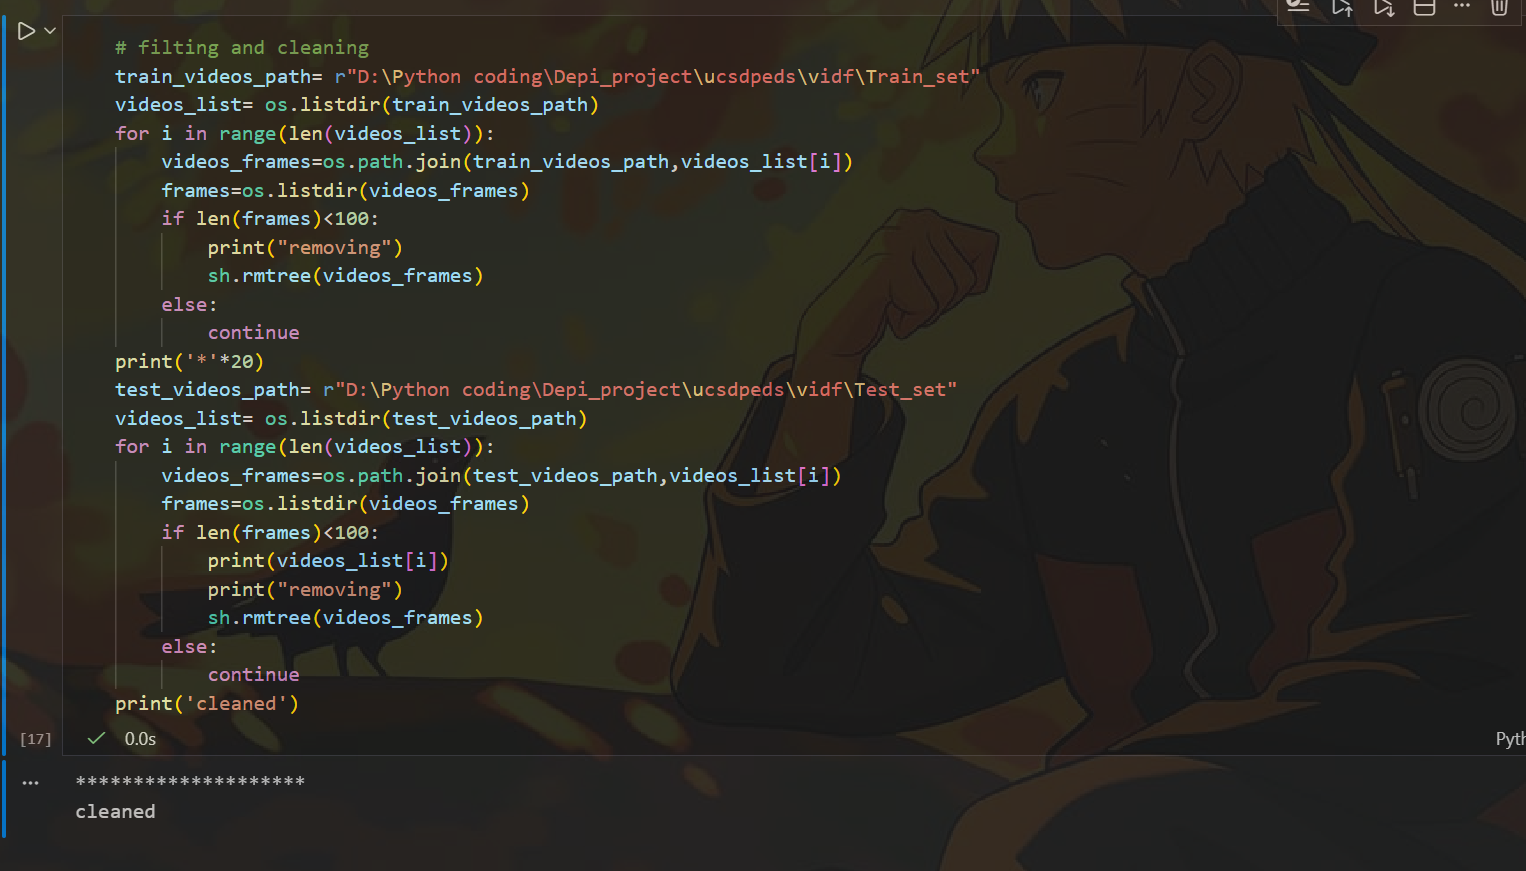 # filting and cleaning
train_videos_path= r"D:\Python coding\Depi_project\ucsdpeds\vidf\Train_set"
videos_list= os.listdir(train_videos_path)
for i in range(len(videos_list)):
    videos_frames=os.path.join(train_videos_path,videos_list[i])
    frames=os.listdir(videos_frames)
    if len(frames)<100:
        print("removing")
        sh.rmtree(videos_frames)
    else:
        continue
print('*'*20)
test_videos_path= r"D:\Python coding\Depi_project\ucsdpeds\vidf\Test_set"
videos_list= os.listdir(test_videos_path)
for i in range(len(videos_list)):
    videos_frames=os.path.join(test_videos_path,videos_list[i])
    frames=os.listdir(videos_frames)
    if len(frames)<100:
        print(videos_list[i])
        print("removing")
        sh.rmtree(videos_frames)
    else:
        continue
print('cleaned')
[17] 0.0s Pyth
********************
cleaned